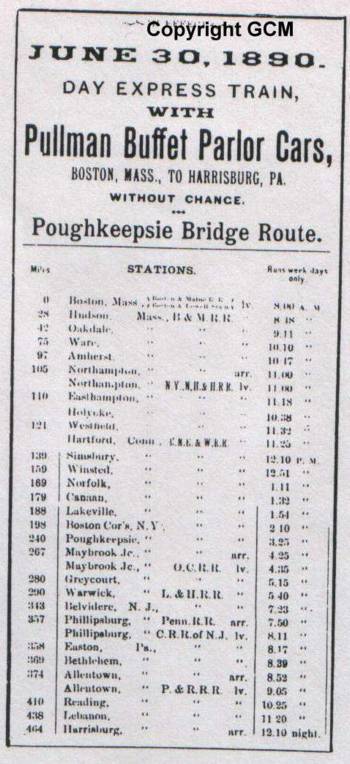 Copyright GCM
JUNE 30, 1890.
DAY EXPRESS TRAIN,
WITH
Pullman Buffet Parlor Cars,
BOSTON, MASS., TO HARRISBURG, PA.
WITHOUT CHANGE.
Poughkeepsie Bridge Route.
Miles STATIONS. Runs week days only
0 Boston, Mass. lv. 8.00 A. M
28 Hudson, Mass., B & M. R.R. 8.48 "
42 Oakdale, " " " 9.11 "
75 Ware, " " " 10.10 "
97 Amherst, " " " 10.47 "
105 Northampton, " " arr. 11.00 "
Northampton, " N.Y.,N.H.& H.R.R. lv. 11.00 "
110 Easthampton, " " " 11.18 "
Holyoke, " " " 10.38 "
121 Westfield, " " " 11.32 "
Hartford, Conn. C.N.E. & W.R.R. 11.25 "
139 Simsbury, " " " 12.10 P. M.
159 Winsted, " " " 12.51 "
169 Norfolk, " " " 1.11 "
179 Canaan, " " " 1.32 "
188 Lakeville, " " " 1.54 "
198 Boston Cor's, N.Y. " " 2 10 "
240 Poughkeepsie, " " " 3.25 "
267 Maybrook Jc., " " arr. 4.25 "
Maybrook Jc., " O.C.R.R. lv. 4.35 "
280 Greycourt, " " " 5.15 "
290 Warwick, " L. & H.R.R. 5 40 "
343 Belvidere, N. J., " " 7.23 "
357 Phillipsburg, " Penn. R.R. arr. 7.50 "
Phillipsburg, " C.R.R. of N.J. lv. 8.11 "
358 Easton, Pa., " " 8.17 "
369 Bethlehem, " " " 8.39 "
374 Allentown, " " arr. 8.52 "
Allentown, " P. & R.R.R. lv. 9.05 "
410 Reading, " " " 10.25 "
438 Lebanon, " " " 11 20 "
464 Harrisburg, " " arr. 12.10 night.